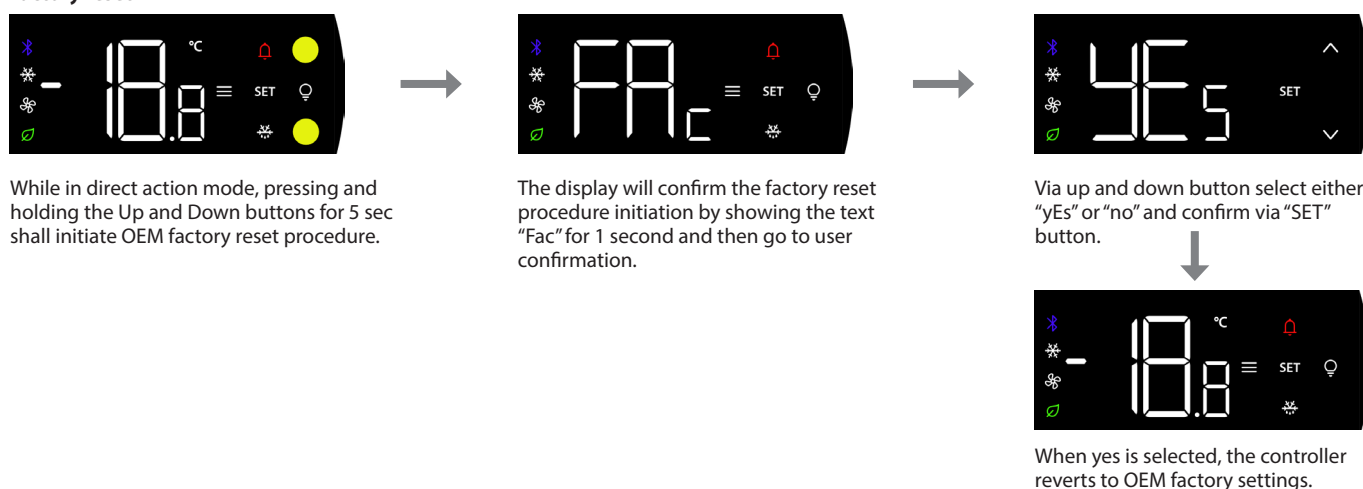 -18.8 °C
SET
While in direct action mode, pressing and
holding the Up and Down buttons for 5 sec
shall initiate OEM factory reset procedure.
FAc
SET
The display will confirm the factory reset
procedure initiation by showing the text
“Fac” for 1 second and then go to user
confirmation.
yEs
SET
Via up and down button select either
“yEs” or “no” and confirm via “SET”
button.
-18.8 °C
SET
When yes is selected, the controller
reverts to OEM factory settings.